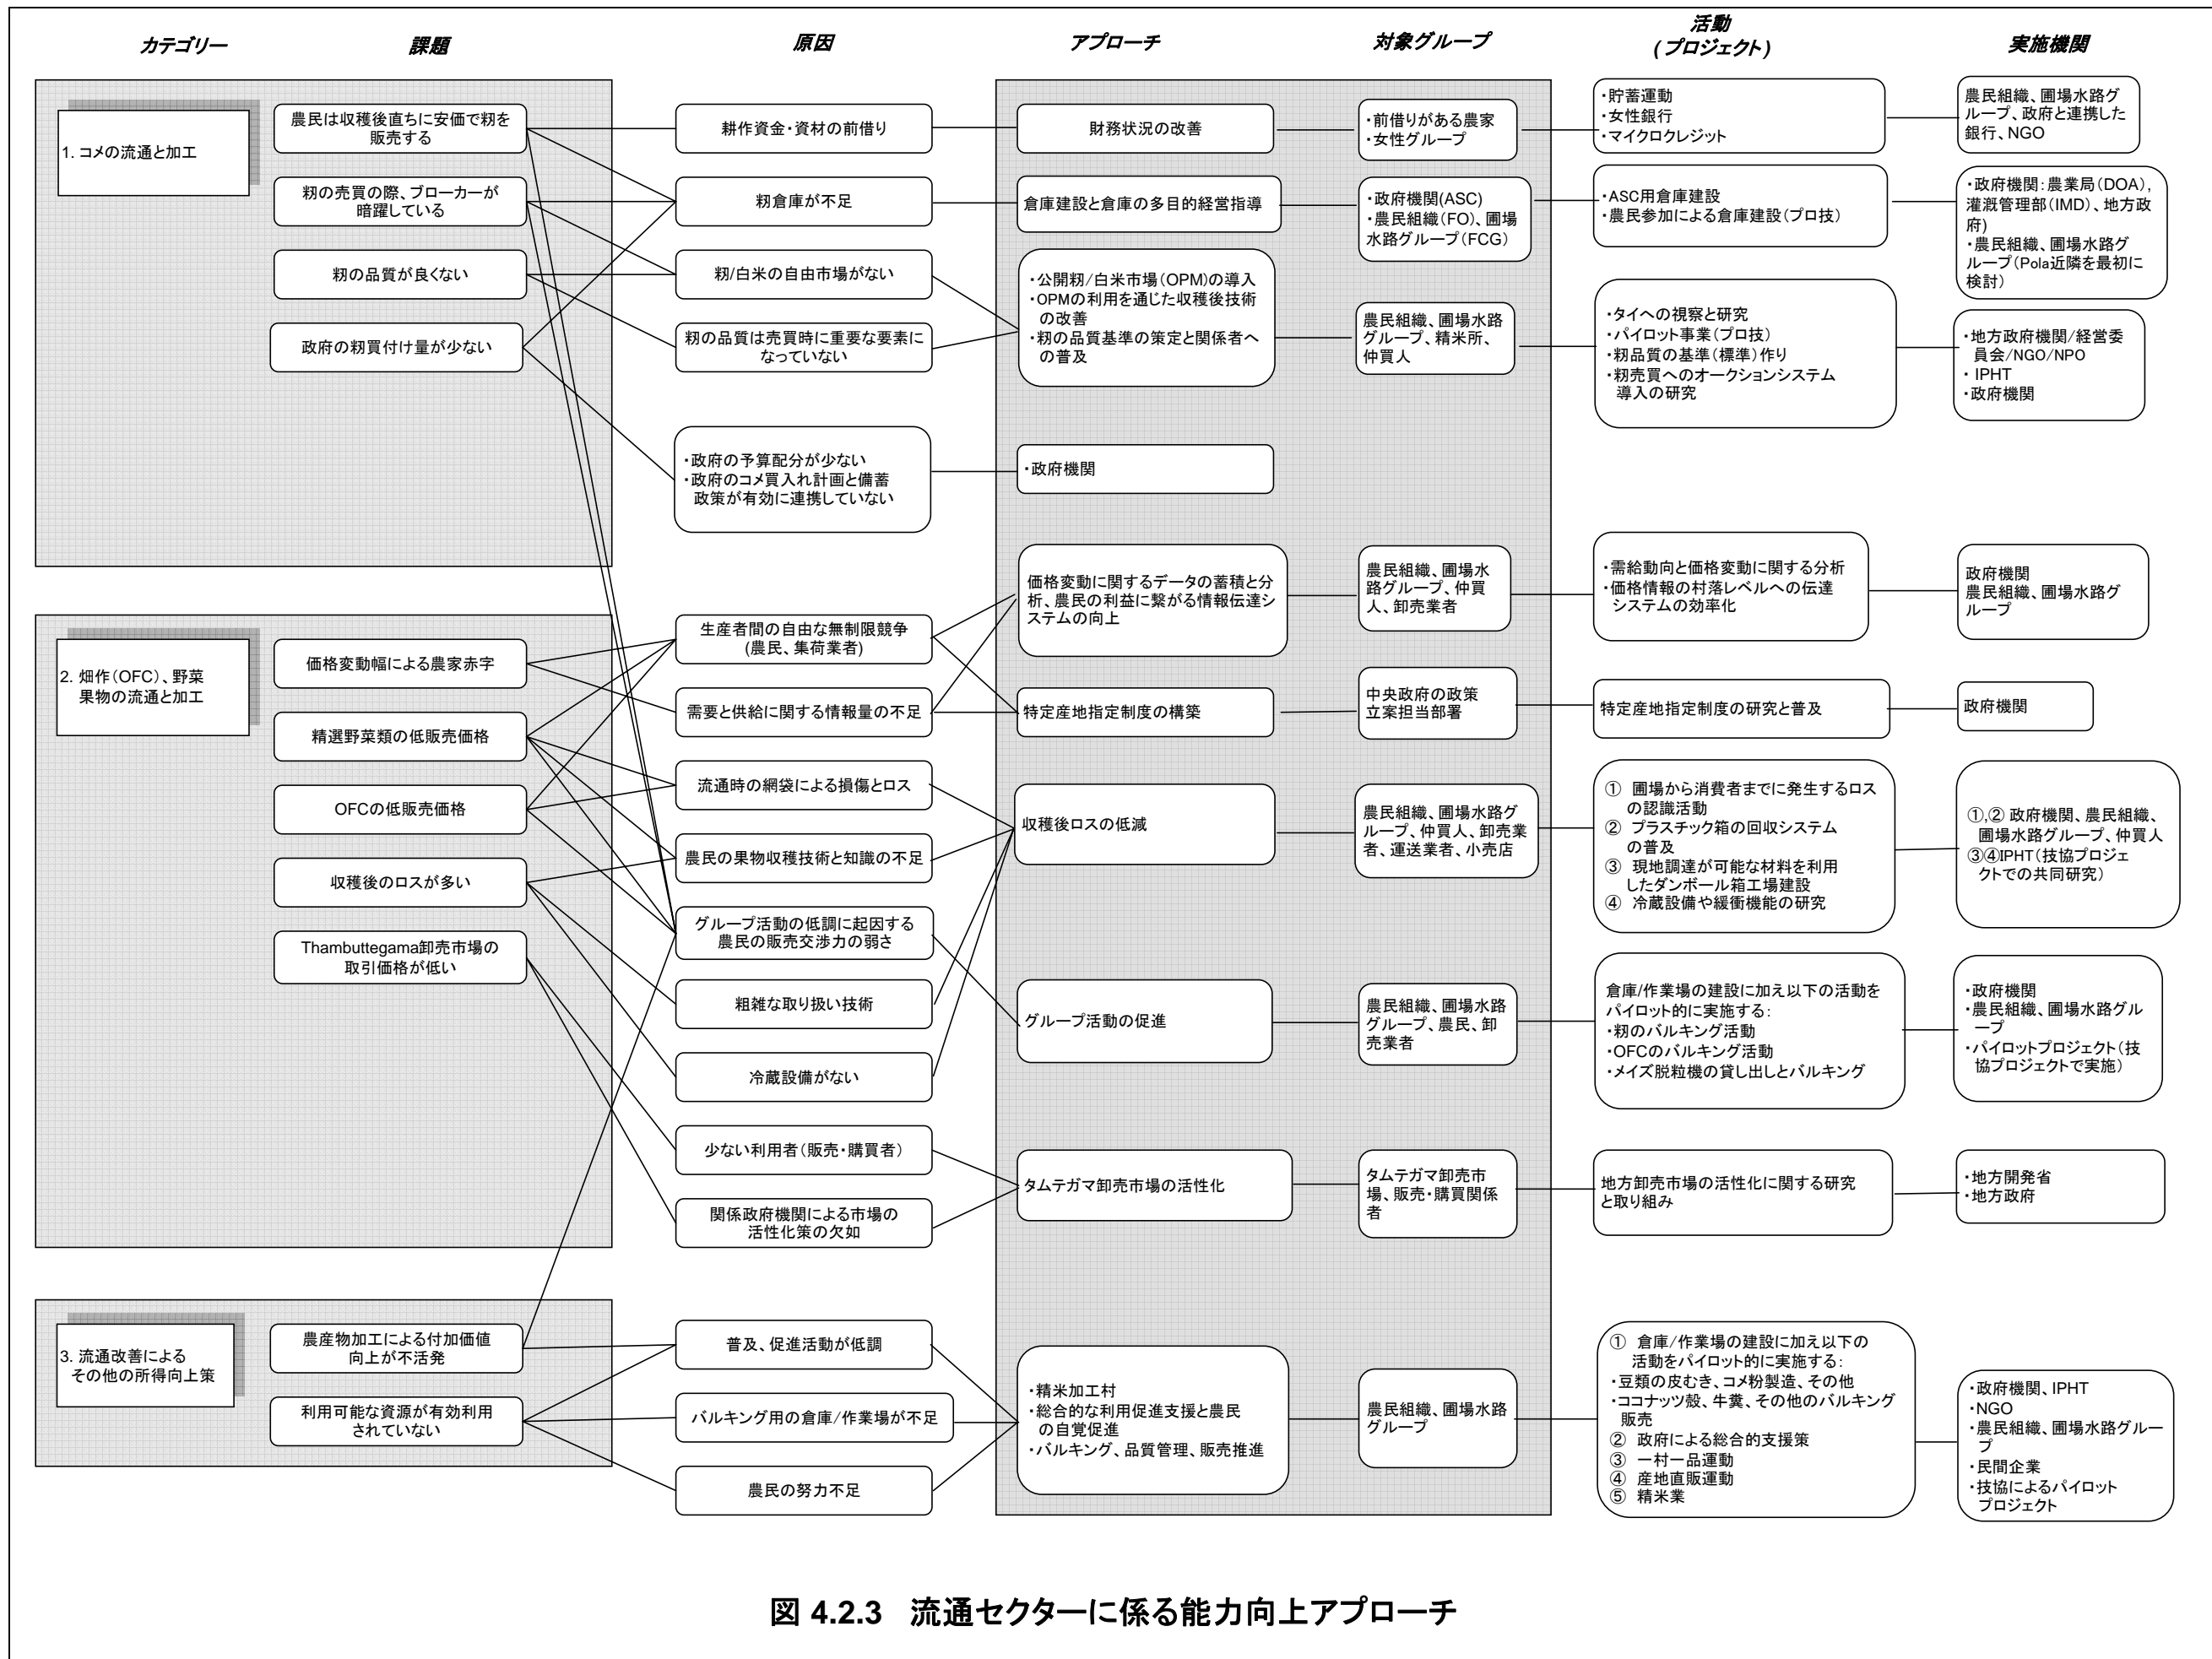 カテゴリー
課題
原因
アプローチ
対象グループ
活動
(プロジェクト)
実施機関
1. コメの流通と加工
農民は収穫後直ちに安価で籾を
販売する
籾の売買の際、ブローカーが
暗躍している
籾の品質が良くない
政府の籾買付け量が少ない
耕作資金・資材の前借り
籾倉庫が不足
籾/白米の自由市場がない
籾の品質は売買時に重要な要素に
なっていない
・政府の予算配分が少ない
・政府のコメ買入れ計画と備蓄
政策が有効に連携していない
財務状況の改善
倉庫建設と倉庫の多目的経営指導
・公開籾/白米市場(OPM)の導入
・OPMの利用を通じた収穫後技術
の改善
・籾の品質基準の策定と関係者へ
の普及
・政府機関
・前借りがある農家
・女性グループ
・政府機関(ASC)
・農民組織(FO)、圃場
水路グループ(FCG)
農民組織、圃場水路
グループ、精米所、
仲買人
・貯蓄運動
・女性銀行
・マイクロクレジット
・ASC用倉庫建設
・農民参加による倉庫建設(プロ技)
・タイへの視察と研究
・パイロット事業(プロ技)
・籾品質の基準(標準)作り
・籾売買へのオークションシステム
導入の研究
農民組織、圃場水路グ
ループ、政府と連携した
銀行、NGO
・政府機関:農業局(DOA),
灌漑管理部(IMD)、地方政
府)
・農民組織、圃場水路グ
ループ(Pola近隣を最初に
検討)
・地方政府機関/経営委
員会/NGO/NPO
・ IPHT
・政府機関
2. 畑作(OFC)、野菜
果物の流通と加工
価格変動幅による農家赤字
精選野菜類の低販売価格
OFCの低販売価格
収穫後のロスが多い
Thambuttegama卸売市場の
取引価格が低い
生産者間の自由な無制限競争
(農民、集荷業者)
需要と供給に関する情報量の不足
流通時の網袋による損傷とロス
農民の果物収穫技術と知識の不足
グループ活動の低調に起因する
農民の販売交渉力の弱さ
粗雑な取り扱い技術
冷蔵設備がない
少ない利用者(販売・購買者)
関係政府機関による市場の
活性化策の欠如
価格変動に関するデータの蓄積と分
析、農民の利益に繋がる情報伝達シ
ステムの向上
特定産地指定制度の構築
収穫後ロスの低減
グループ活動の促進
タムテガマ卸売市場の活性化
農民組織、圃場水
路グループ、仲買
人、卸売業者
中央政府の政策
立案担当部署
農民組織、圃場水路グ
ループ、仲買人、卸売業
者、運送業者、小売店
農民組織、圃場水路
グループ、農民、卸
売業者
タムテガマ卸売市
場、販売・購買関係
者
・需給動向と価格変動に関する分析
・価格情報の村落レベルへの伝達
システムの効率化
特定産地指定制度の研究と普及
① 圃場から消費者までに発生するロス
の認識活動
② プラスチック箱の回収システム
の普及
③ 現地調達が可能な材料を利用
したダンボール箱工場建設
④ 冷蔵設備や緩衝機能の研究
倉庫/作業場の建設に加え以下の活動を
パイロット的に実施する:
・籾のバルキング活動
・OFCのバルキング活動
・メイズ脱粒機の貸し出しとバルキング
地方卸売市場の活性化に関する研究
と取り組み
政府機関
農民組織、圃場水路グ
ループ
政府機関
①,② 政府機関、農民組織、
圃場水路グループ、仲買人
③④IPHT(技協プロジェ
クトでの共同研究)
・政府機関
・農民組織、圃場水路グル
ープ
・パイロットプロジェクト(技
協プロジェクトで実施)
・地方開発省
・地方政府
3. 流通改善による
その他の所得向上策
農産物加工による付加価値
向上が不活発
利用可能な資源が有効利用
されていない
普及、促進活動が低調
バルキング用の倉庫/作業場が不足
農民の努力不足
・精米加工村
・総合的な利用促進支援と農民
の自覚促進
・バルキング、品質管理、販売推進
農民組織、圃場水路
グループ
① 倉庫/作業場の建設に加え以下の
活動をパイロット的に実施する:
・豆類の皮むき、コメ粉製造、その他
・ココナッツ殻、牛糞、その他のバルキング
販売
② 政府による総合的支援策
③ 一村一品運動
④ 産地直販運動
⑤ 精米業
・政府機関、IPHT
・NGO
・農民組織、圃場水路グルー
プ
・民間企業
・技協によるパイロット
プロジェクト
図 4.2.3 流通セクターに係る能力向上アプローチ